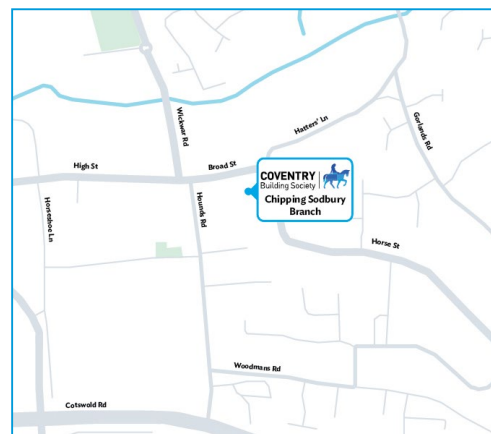 Wickwar Rd
Hatters' Ln
Gorlands Rd
High St
Broad St
COVENTRY
Building Society
Chipping Sodbury
Branch
Horseshoe Ln
Hounds Rd
Horse St
Woodmans Rd
Cotswold Rd